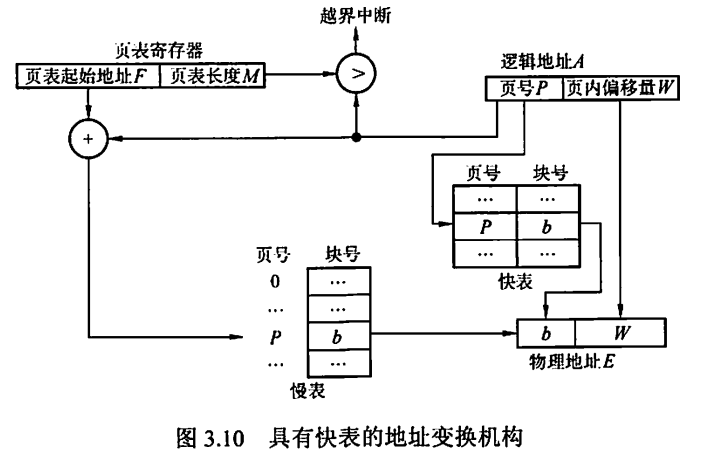 越界中断
页表寄存器
页表起始地址F 页表长度M
>
逻辑地址A
页号P 页内偏移量W
+
页号 块号
… …
P b
… …
快表
页号 块号
0 …
… …
P b
… …
慢表
b W
物理地址E
图 3.10 具有快表的地址变换机构